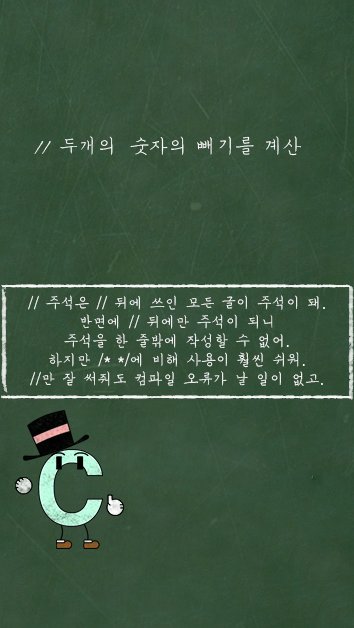 // 두개의 숫자의 빼기를 계산
// 주석은 // 뒤에 쓰인 모든 글이 주석이 돼.
반면에 // 뒤에만 주석이 되니
주석을 한 줄밖에 작성할 수 없어.
하지만 /* */에 비해 사용이 훨씬 쉬워.
//만 잘 써줘도 컴파일 오류가 날 일이 없고.
C